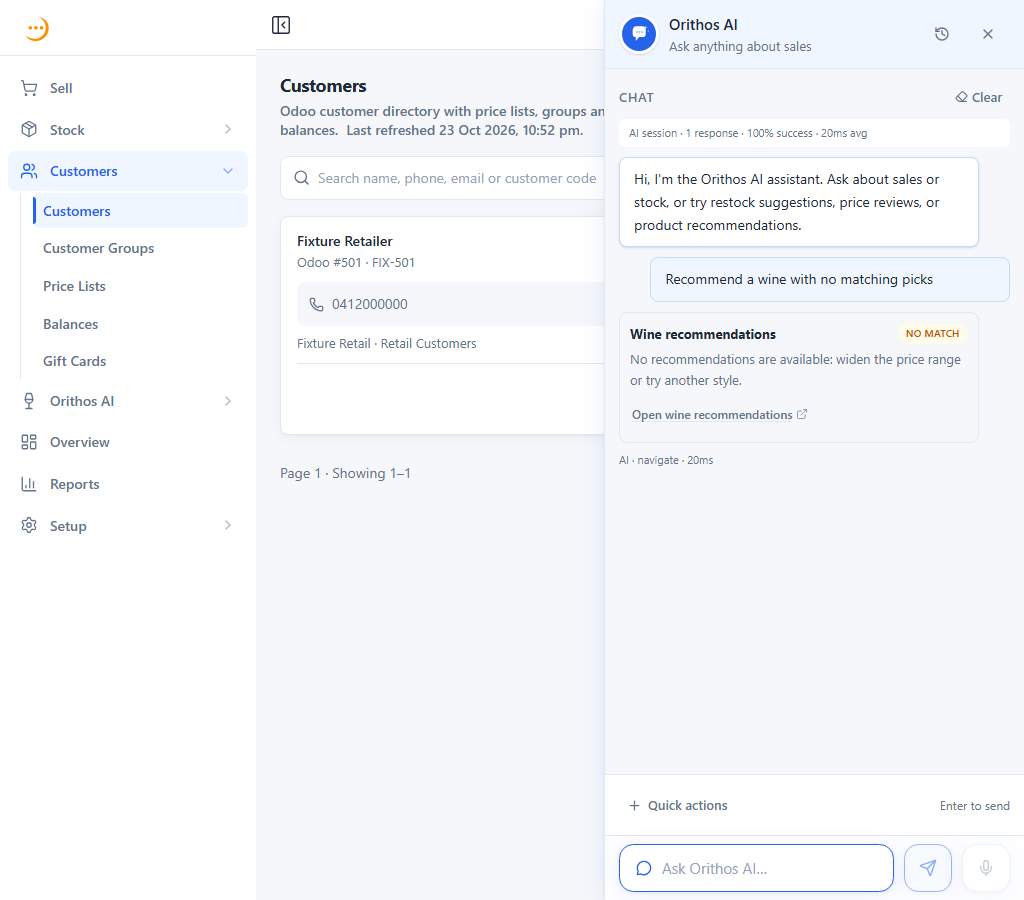 Sell
Stock
Customers
Customers
Customer Groups
Price Lists
Balances
Gift Cards
Orithos AI
Overview
Reports
Setup
Customers
Odoo customer directory with price lists, groups an
balances. Last refreshed 23 Oct 2026, 10:52 pm.
Search name, phone, email or customer code
Fixture Retailer
Odoo #501 · FIX-501
0412000000
Fixture Retail · Retail Customers
Page 1 · Showing 1–1
Orithos AI
Ask anything about sales
CHAT
Clear
AI session · 1 response · 100% success · 20ms avg
Hi, I'm the Orithos AI assistant. Ask about sales or
stock, or try restock suggestions, price reviews, or
product recommendations.
Recommend a wine with no matching picks
Wine recommendations
NO MATCH
No recommendations are available: widen the price range
or try another style.
Open wine recommendations
AI · navigate · 20ms
Quick actions
Enter to send
Ask Orithos AI...